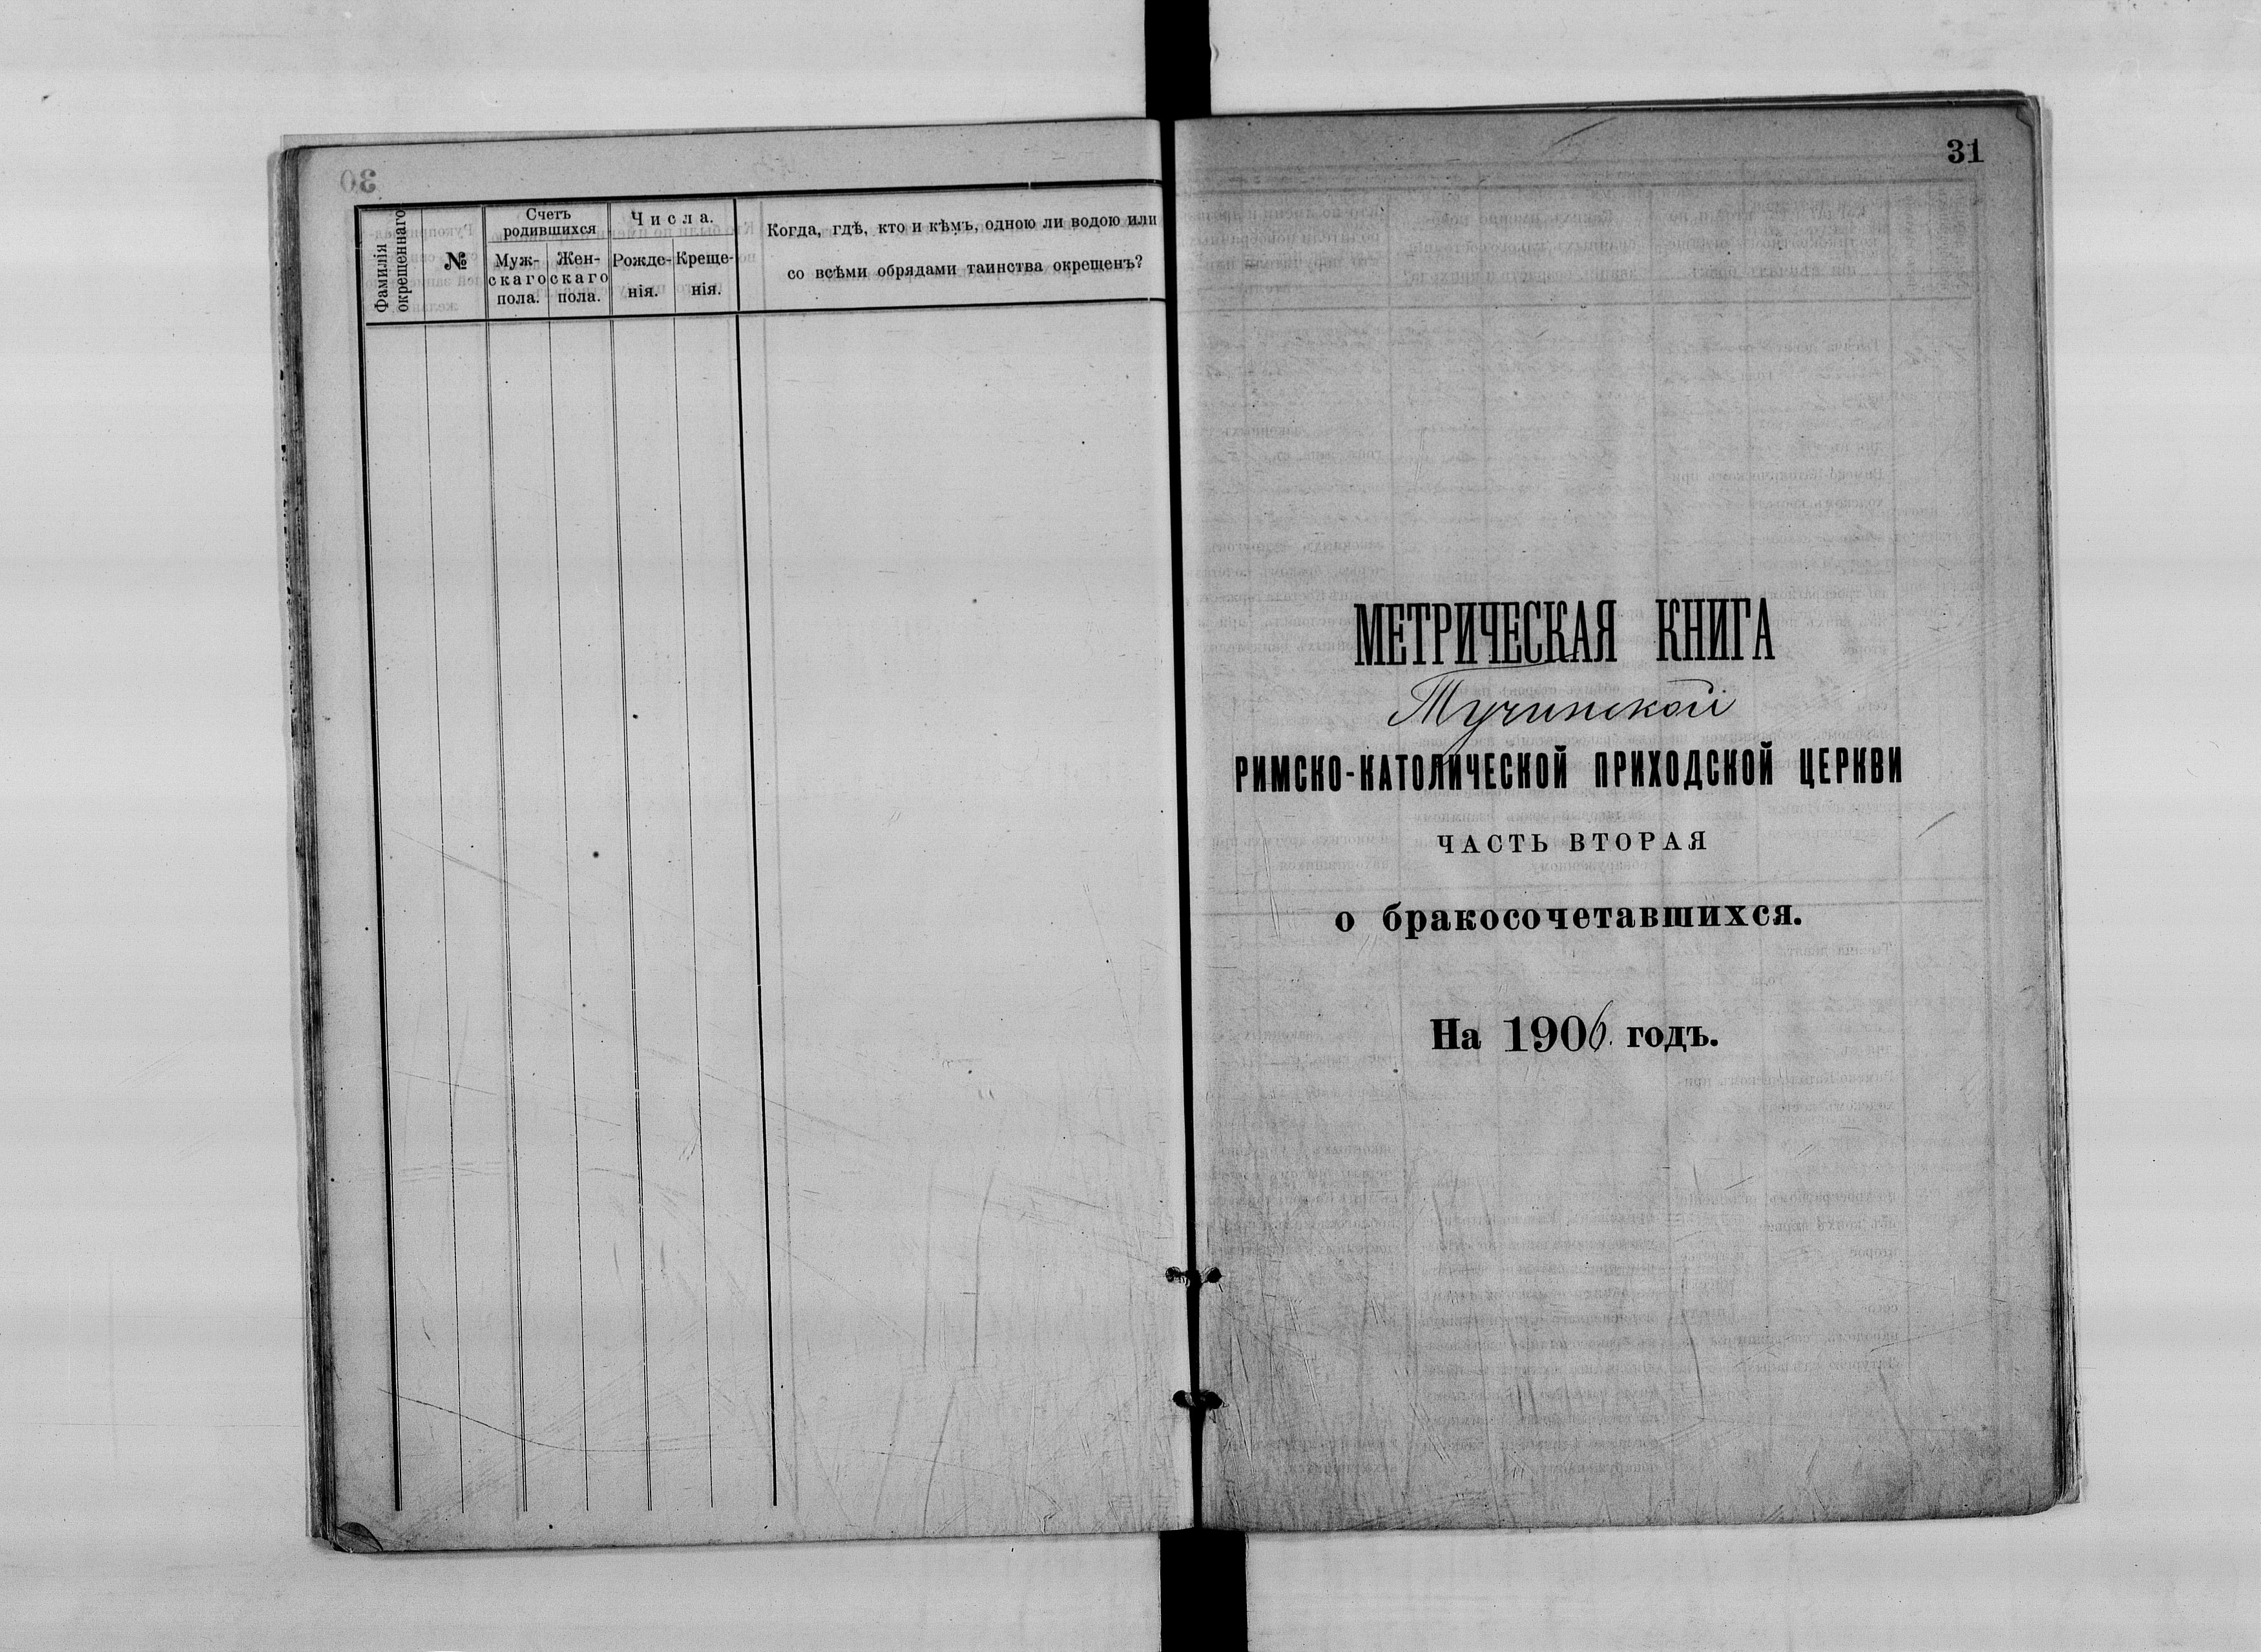 Фамилія
окрещеннаго
№
Счетъ
родившихся
Муж-
скаго
пола.
Жен-
скаго
пола.
Числа.
Рожде-
нія.
Креще-
нія.
Когда, гдѣ, кто и кѣмъ, одною ли водою или
со всѣми обрядами таинства окрещенъ?
31
МЕТРИЧЕСКАЯ КНИГА
Тучинской
РИМСКО-КАТОЛИЧЕСКОЙ ПРИХОДСКОЙ ЦЕРКВИ
ЧАСТЬ ВТОРАЯ
о бракосочетавшихся.
На 1906. годъ.